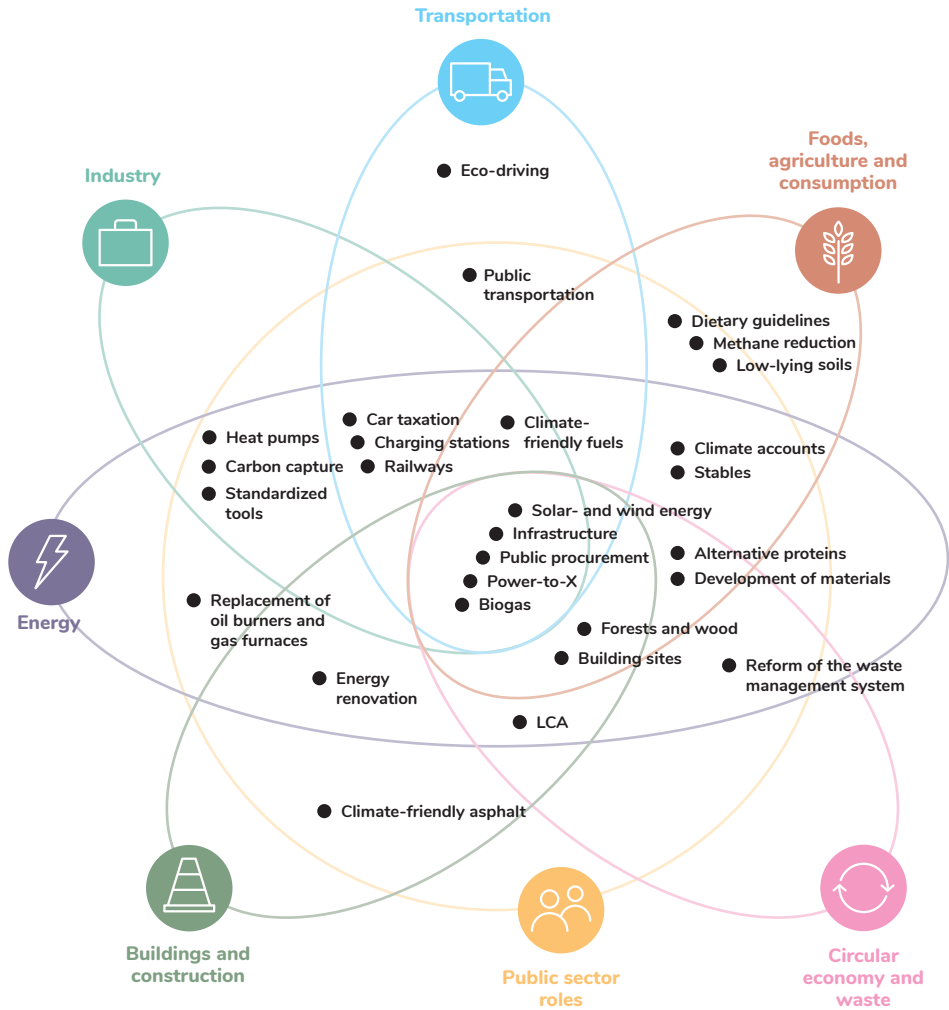 Transportation
Foods,
agriculture and
consumption
Industry
Eco-driving
Public
transportation
Dietary guidelines
Methane reduction
Low-lying soils
Car taxation
Charging stations
Railways
Climate-
friendly fuels
Heat pumps
Carbon capture
Standardized
tools
Climate accounts
Stables
Solar- and wind energy
Infrastructure
Public procurement
Power-to-X
Biogas
Alternative proteins
Development of materials
Energy
Replacement of
oil burners and
gas furnaces
Forests and wood
Building sites
Reform of the waste
management system
Energy
renovation
LCA
Climate-friendly asphalt
Buildings and
construction
Public sector
roles
Circular
economy and
waste